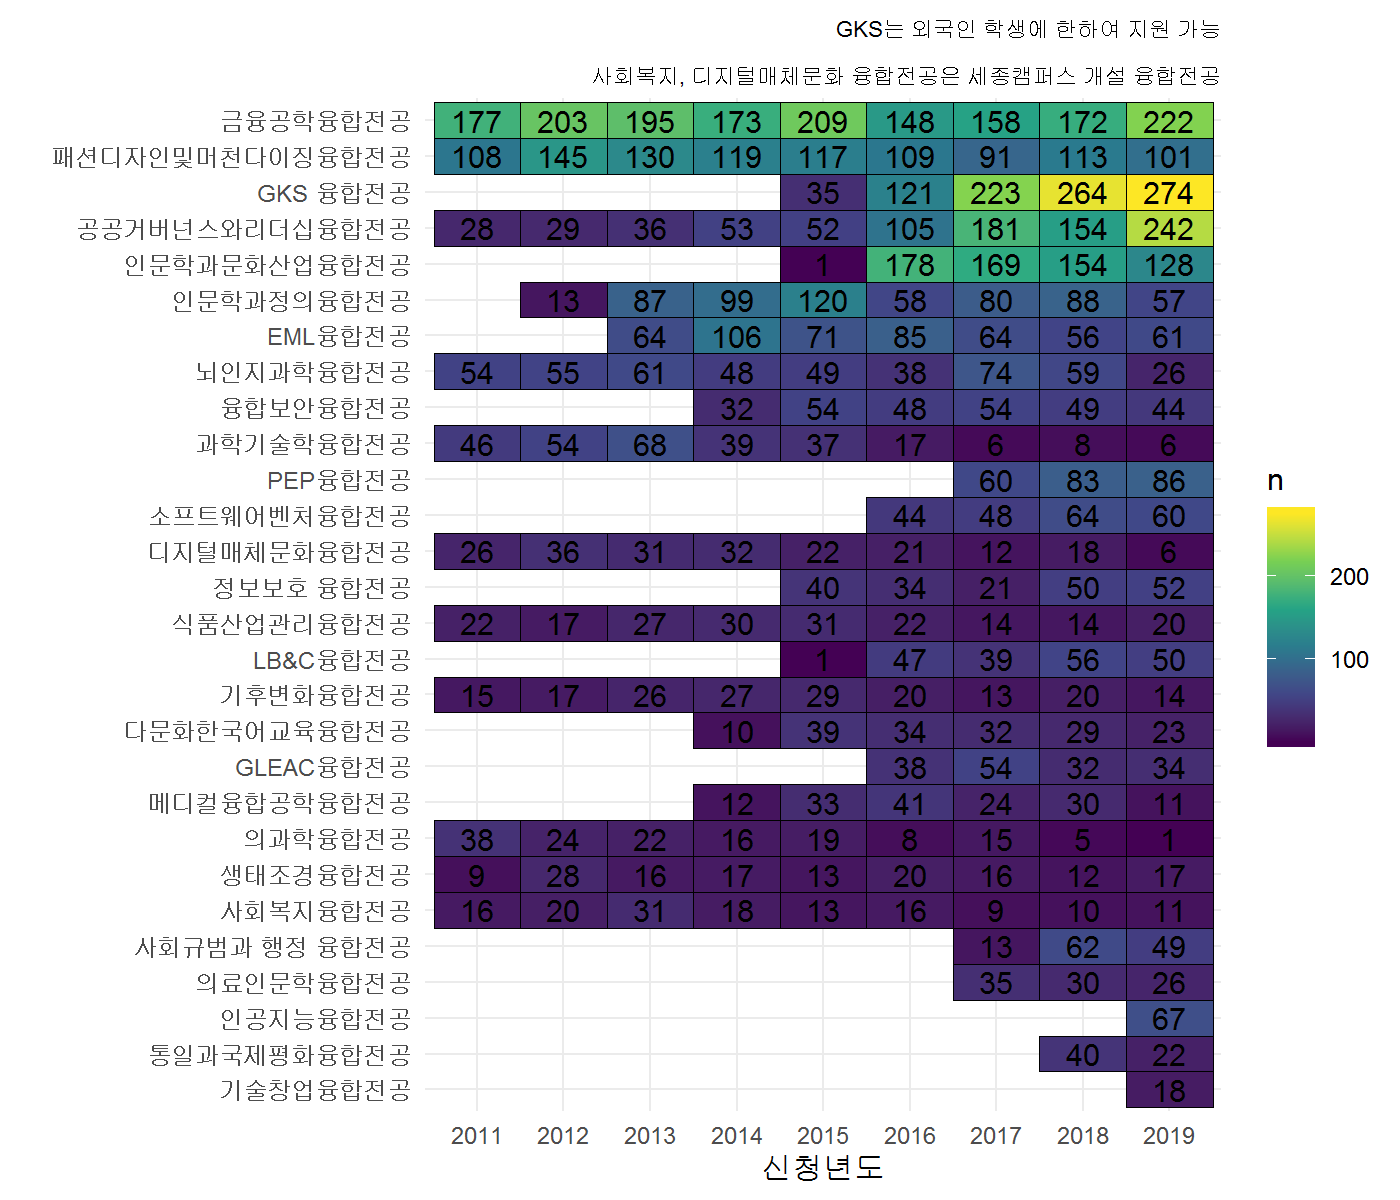 GKS는 외국인 학생에 한하여 지원 가능
사회복지, 디지털매체문화 융합전공은 세종캠퍼스 개설 융합전공
금융공학융합전공 177 203 195 173 209 148 158 172 222
패션디자인및머천다이징융합전공 108 145 130 119 117 109 91 113 101
GKS 융합전공 35 121 223 264 274
공공거버넌스와리더십융합전공 28 29 36 53 52 105 181 154 242
인문학과문화산업융합전공 1 178 169 154 128
인문학과정의융합전공 13 87 99 120 58 80 88 57
EML융합전공 64 106 71 85 64 56 61
뇌인지과학융합전공 54 55 61 48 49 38 74 59 26
융합보안융합전공 32 54 48 54 49 44
과학기술학융합전공 46 54 68 39 37 17 6 8 6
PEP융합전공 60 83 86
소프트웨어벤처융합전공 44 48 64 60
디지털매체문화융합전공 26 36 31 32 22 21 12 18 6
정보보호 융합전공 40 34 21 50 52
식품산업관리융합전공 22 17 27 30 31 22 14 14 20
LB&C융합전공 1 47 39 56 50
기후변화융합전공 15 17 26 27 29 20 13 20 14
다문화한국어교육융합전공 10 39 34 32 29 23
GLEAC융합전공 38 54 32 34
메디컬융합공학융합전공 12 33 41 24 30 11
의과학융합전공 38 24 22 16 19 8 15 5 1
생태조경융합전공 9 28 16 17 13 20 16 12 17
사회복지융합전공 16 20 31 18 13 16 9 10 11
사회규범과 행정 융합전공 13 62 49
의료인문학융합전공 35 30 26
인공지능융합전공 67
통일과국제평화융합전공 40 22
기술창업융합전공 18
2011 2012 2013 2014 2015 2016 2017 2018 2019
신청년도
n
200
100